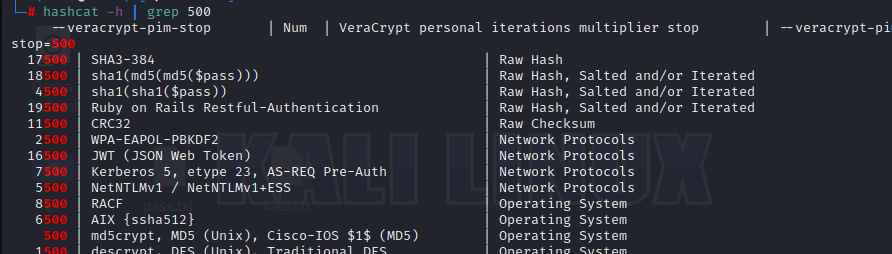 └─# hashcat -h | grep 500
--veracrypt-pim-stop | Num | VeraCrypt personal iterations multiplier stop | --veracrypt-pim-
stop=500
17500 | SHA3-384 | Raw Hash
18500 | sha1(md5(md5($pass))) | Raw Hash, Salted and/or Iterated
4500 | sha1(sha1($pass)) | Raw Hash, Salted and/or Iterated
19500 | Ruby on Rails Restful-Authentication | Raw Hash, Salted and/or Iterated
11500 | CRC32 | Raw Checksum
2500 | WPA-EAPOL-PBKDF2 | Network Protocols
16500 | JWT (JSON Web Token) | Network Protocols
7500 | Kerberos 5, etype 23, AS-REQ Pre-Auth | Network Protocols
5500 | NetNTLMv1 / NetNTLMv1+ESS | Network Protocols
8500 | RACF | Operating System
6500 | AIX {ssha512} | Operating System
500 | md5crypt, MD5 (Unix), Cisco-IOS $1$ (MD5) | Operating System
1500 | descrypt, DES (Unix), Traditional DES | Operating System
KALI LINUX
pass.txt